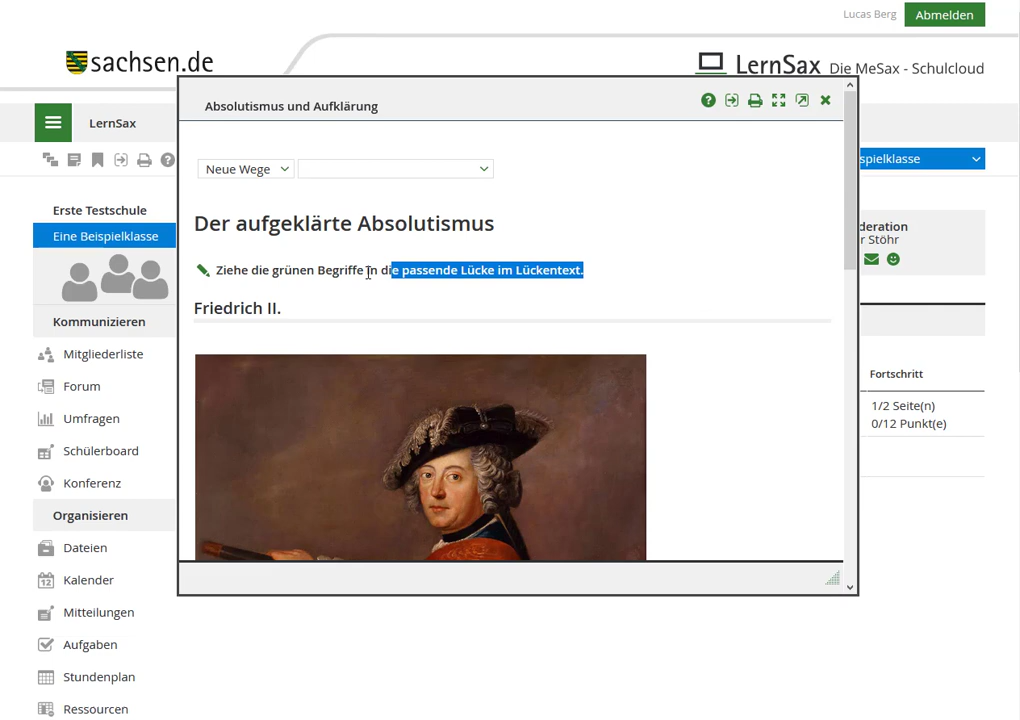 Lucas Berg
Abmelden
sachsen.de
LernSax Die MeSax - Schulcloud
LernSax
Erste Testschule
Eine Beispielklasse
Kommunizieren
Mitgliederliste
Forum
Umfragen
Schülerboard
Konferenz
Organisieren
Dateien
12
Kalender
Mitteilungen
Aufgaben
Stundenplan
Ressourcen
Absolutismus und Aufklärung
Neue Wege
Der aufgeklärte Absolutismus
Ziehe die grünen Begriffe in die passende Lücke im Lückentext.
Friedrich II.
spielklasse
deration
r Stöhr
Fortschritt
1/2 Seite(n)
0/12 Punkt(e)